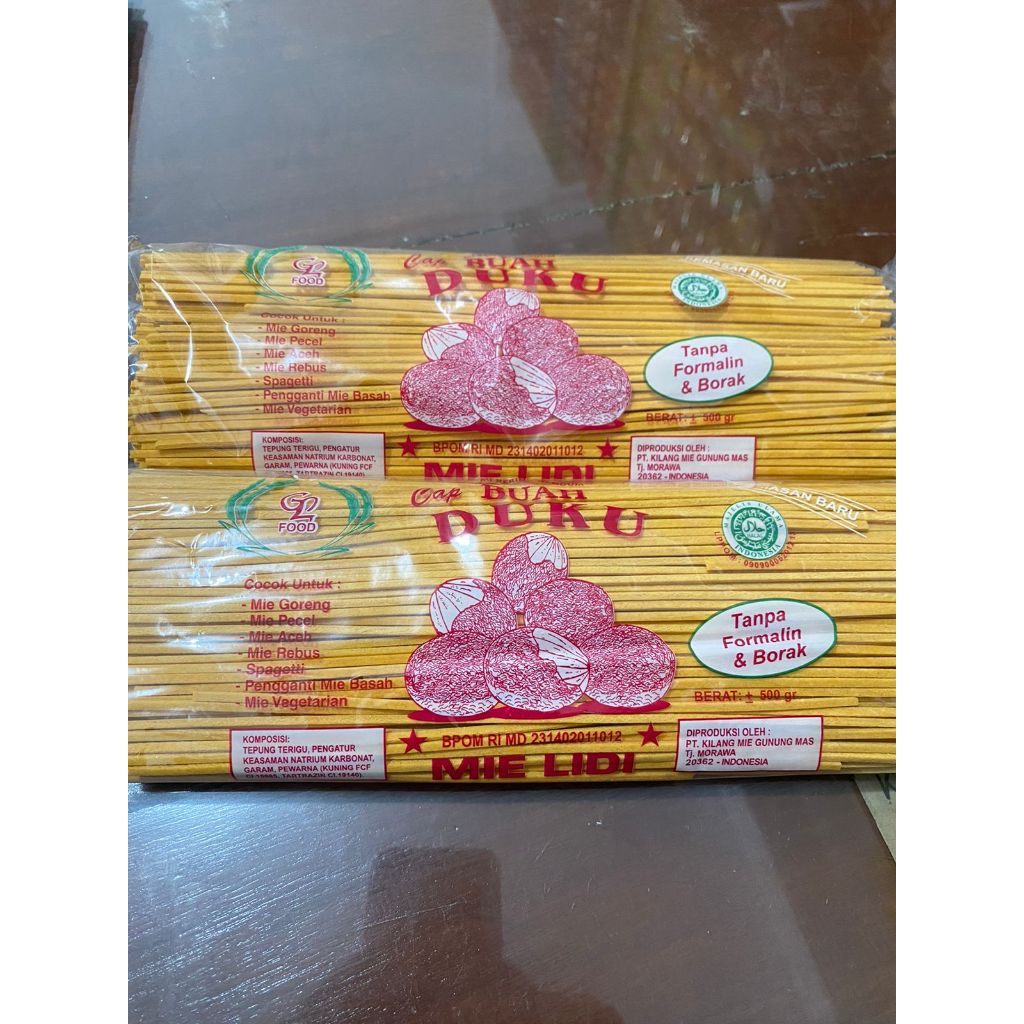 GL
FOOD
Cap BUAH
DUKU
KEMASAN BARU
Cocok Untuk :
- Mie Goreng
- Mie Pecel
- Mie Aceh
- Mie Rebus
- Spagetti
- Pengganti Mie Basah
- Mie Vegetarian
Tanpa
Formalin
& Borak
BERAT: ± 500 gr
KOMPOSISI:
TEPUNG TERIGU, PENGATUR
KEASAMAN NATRIUM KARBONAT,
GARAM, PEWARNA (KUNING FCF
TARTRAZIN CI.19140).
BPOM RI MD 231402011012
MIE LIDI
DIPRODUKSI OLEH :
PT. KILANG MIE GUNUNG MAS
Tj. MORAWA
20362 - INDONESIA
GL
FOOD
Cap BUAH
DUKU
KEMASAN BARU
MAJELIS ULAMA
HALAL
INDONESIA
Cocok Untuk :
- Mie Goreng
- Mie Pecel
- Mie Aceh
- Mie Rebus
- Spagetti
- Pengganti Mie Basah
- Mie Vegetarian
Tanpa
Formalin
& Borak
BERAT: ± 500 gr
KOMPOSISI:
TEPUNG TERIGU, PENGATUR
KEASAMAN NATRIUM KARBONAT,
GARAM, PEWARNA (KUNING FCF
CI.15985, TARTRAZIN CI.19140).
BPOM RI MD 231402011012
MIE LIDI
DIPRODUKSI OLEH :
PT. KILANG MIE GUNUNG MAS
Tj. MORAWA
20362 - INDONESIA